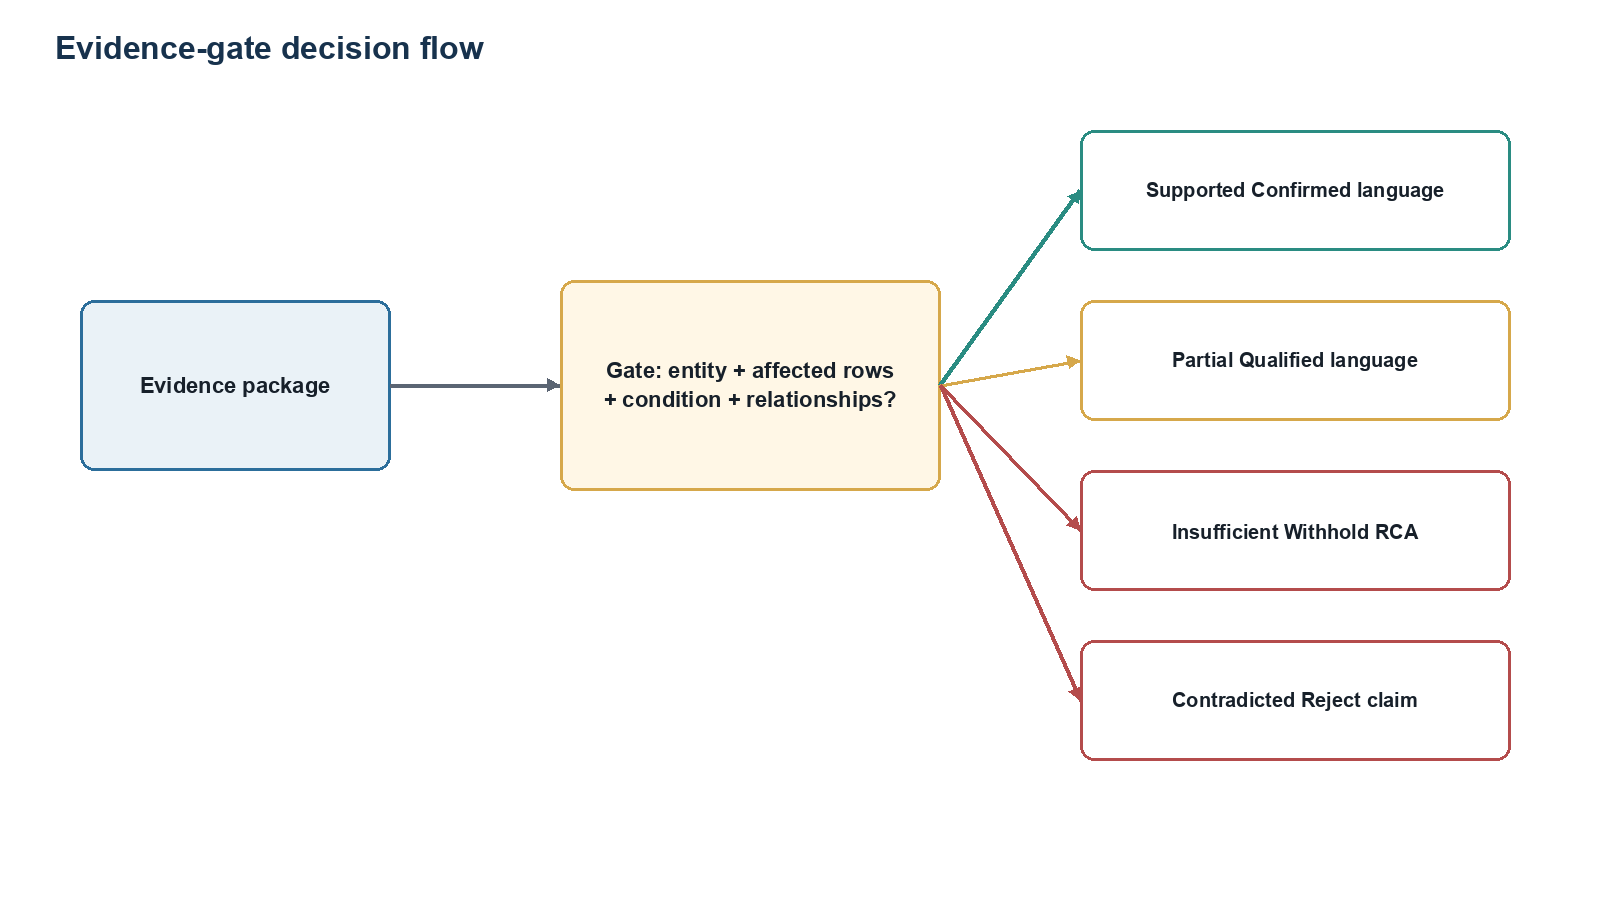 Evidence-gate decision flow
Evidence package
Gate: entity + affected rows
+ condition + relationships?
Supported Confirmed language
Partial Qualified language
Insufficient Withhold RCA
Contradicted Reject claim